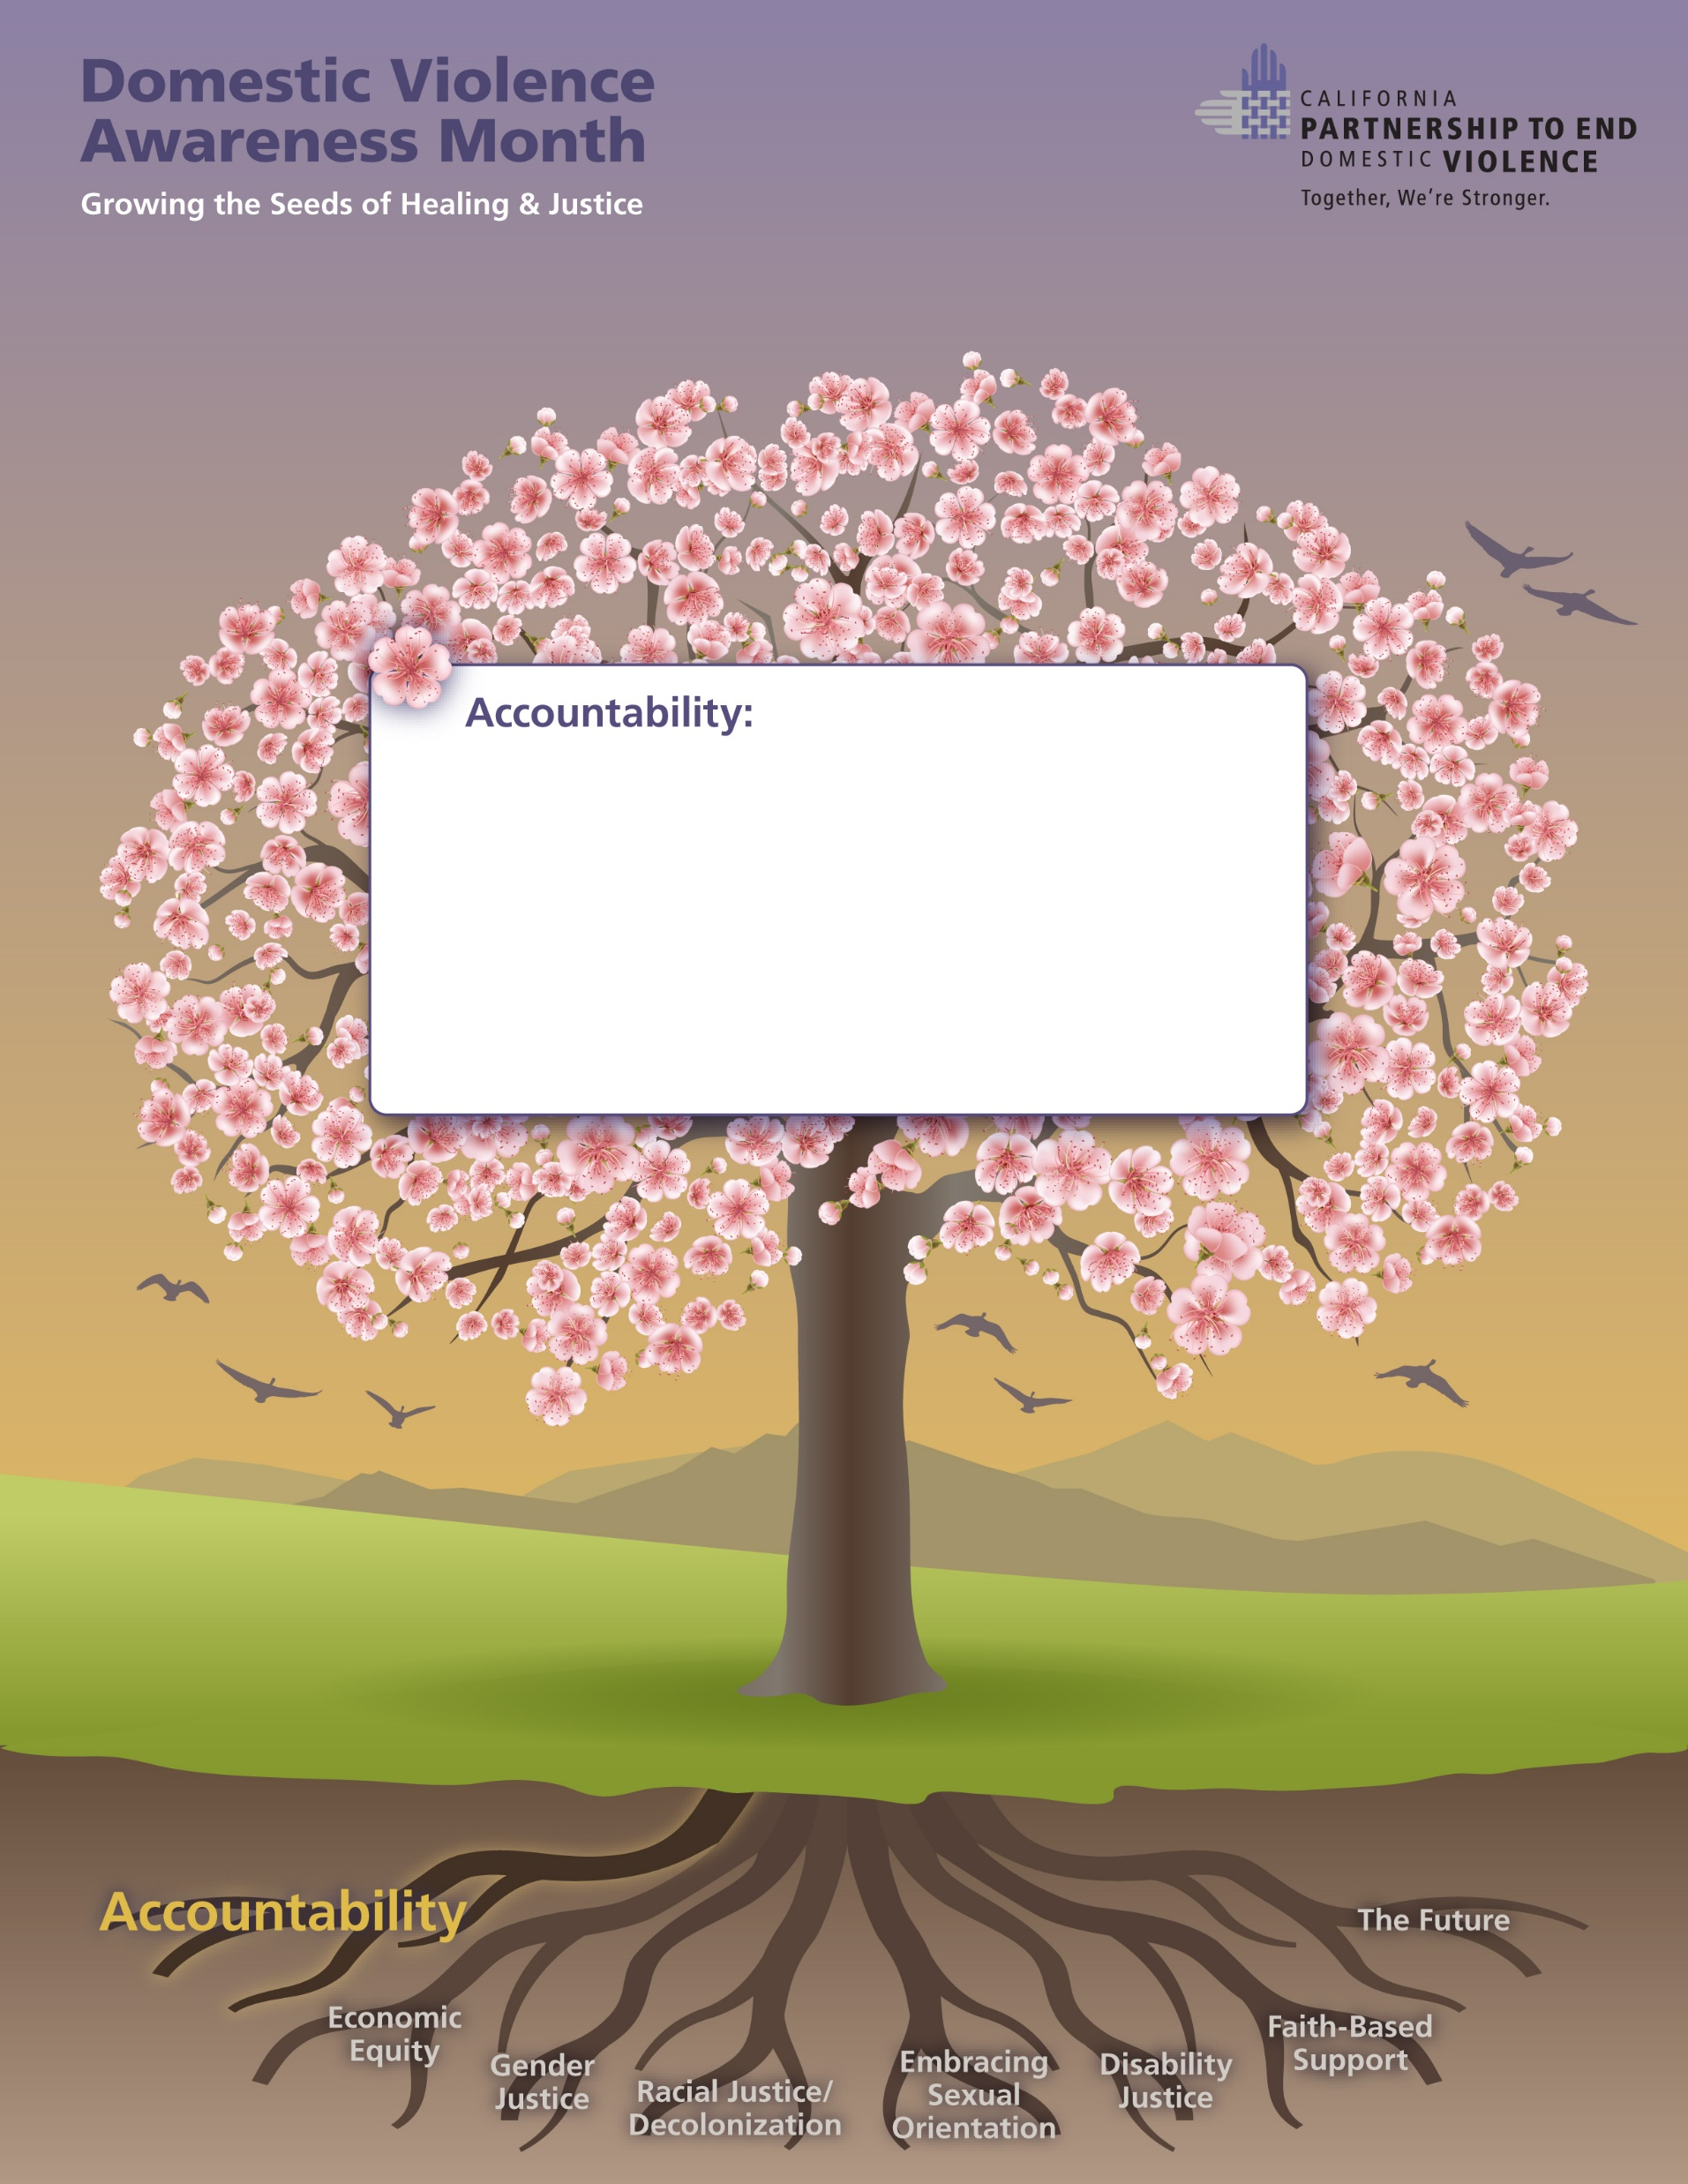 Domestic Violence
Awareness Month
Growing the Seeds of Healing & Justice
CALIFORNIA
PARTNERSHIP TO END
DOMESTIC VIOLENCE
Together, We're Stronger.
Accountability:
Accountability
The Future
Economic
Equity
Gender
Justice
Racial Justice/
Decolonization
Embracing
Sexual
Orientation
Disability
Justice
Faith-Based
Support